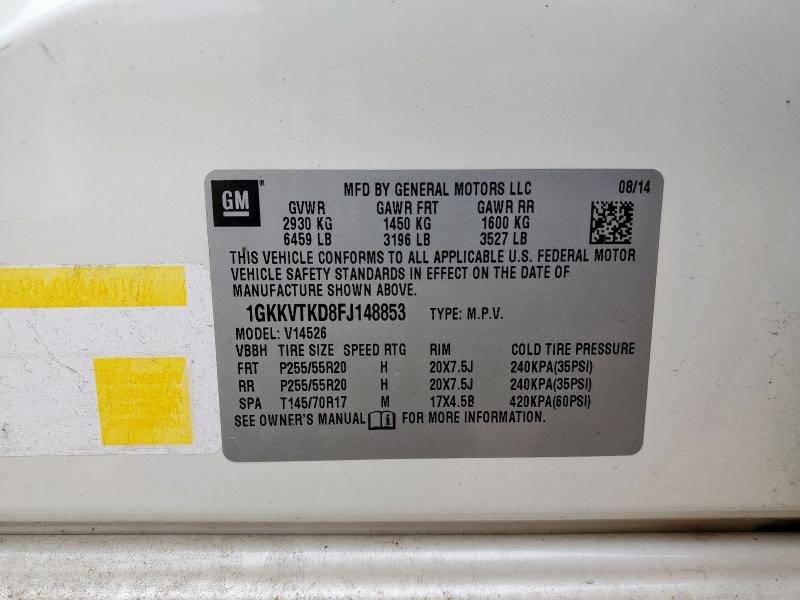 GM
MFD BY GENERAL MOTORS LLC 08/14
GVWR GAWR FRT GAWR RR
2930 KG 1450 KG 1600 KG
6459 LB 3196 LB 3527 LB
THIS VEHICLE CONFORMS TO ALL APPLICABLE U.S. FEDERAL MOTOR
VEHICLE SAFETY STANDARDS IN EFFECT ON THE DATE OF
MANUFACTURE SHOWN ABOVE.
1GKKVTKD8FJ148853 TYPE: M.P.V.
MODEL: V14526
VBBH TIRE SIZE SPEED RTG RIM COLD TIRE PRESSURE
FRT P255/55R20 H 20X7.5J 240KPA(35PSI)
RR P255/55R20 H 20X7.5J 240KPA(35PSI)
SPA T145/70R17 M 17X4.5B 420KPA(60PSI)
SEE OWNER'S MANUAL FOR MORE INFORMATION.